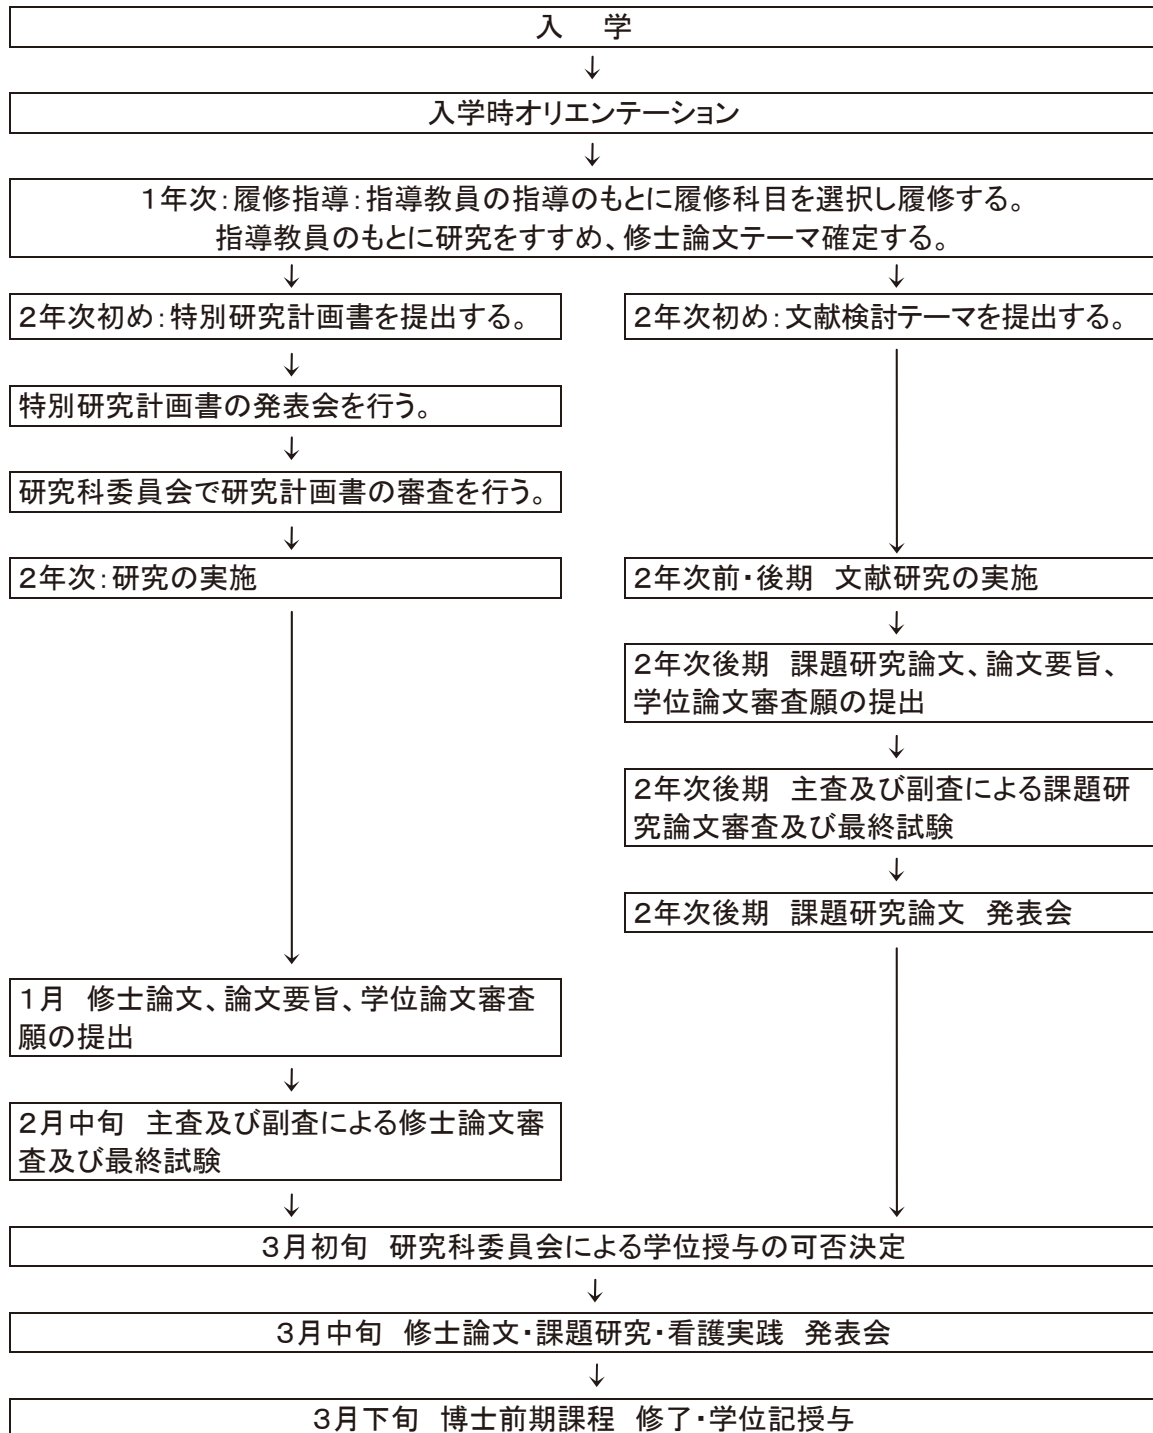 入　学
入学時オリエンテーション
１年次：履修指導：指導教員の指導のもとに履修科目を選択し履修する。
指導教員のもとに研究をすすめ、修士論文テーマ確定する。
２年次初め：特別研究計画書を提出する。
特別研究計画書の発表会を行う。
研究科委員会で研究計画書の審査を行う。
２年次：研究の実施
１月　修士論文、論文要旨、学位論文審査
願の提出
２月中旬　主査及び副査による修士論文審
査及び最終試験
２年次初め：文献検討テーマを提出する。
２年次前・後期　文献研究の実施
２年次後期　課題研究論文、論文要旨、
学位論文審査願の提出
２年次後期　主査及び副査による課題研
究論文審査及び最終試験
２年次後期　課題研究論文　発表会
３月初旬　研究科委員会による学位授与の可否決定
３月中旬　修士論文・課題研究・看護実践　発表会
３月下旬　博士前期課程　修了・学位記授与